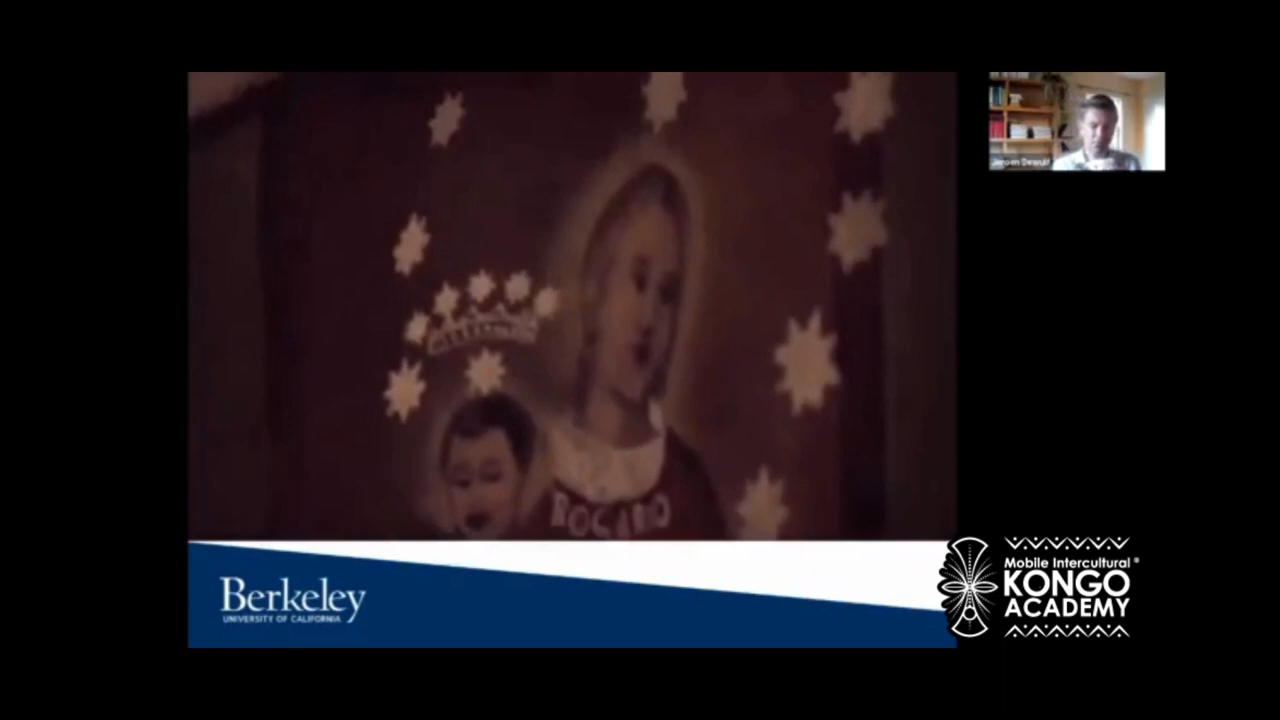 Jeroen Dewulf
ROSARIO
Berkeley
UNIVERSITY OF CALIFORNIA
Mobile Intercultural ®
KONGO
ACADEMY